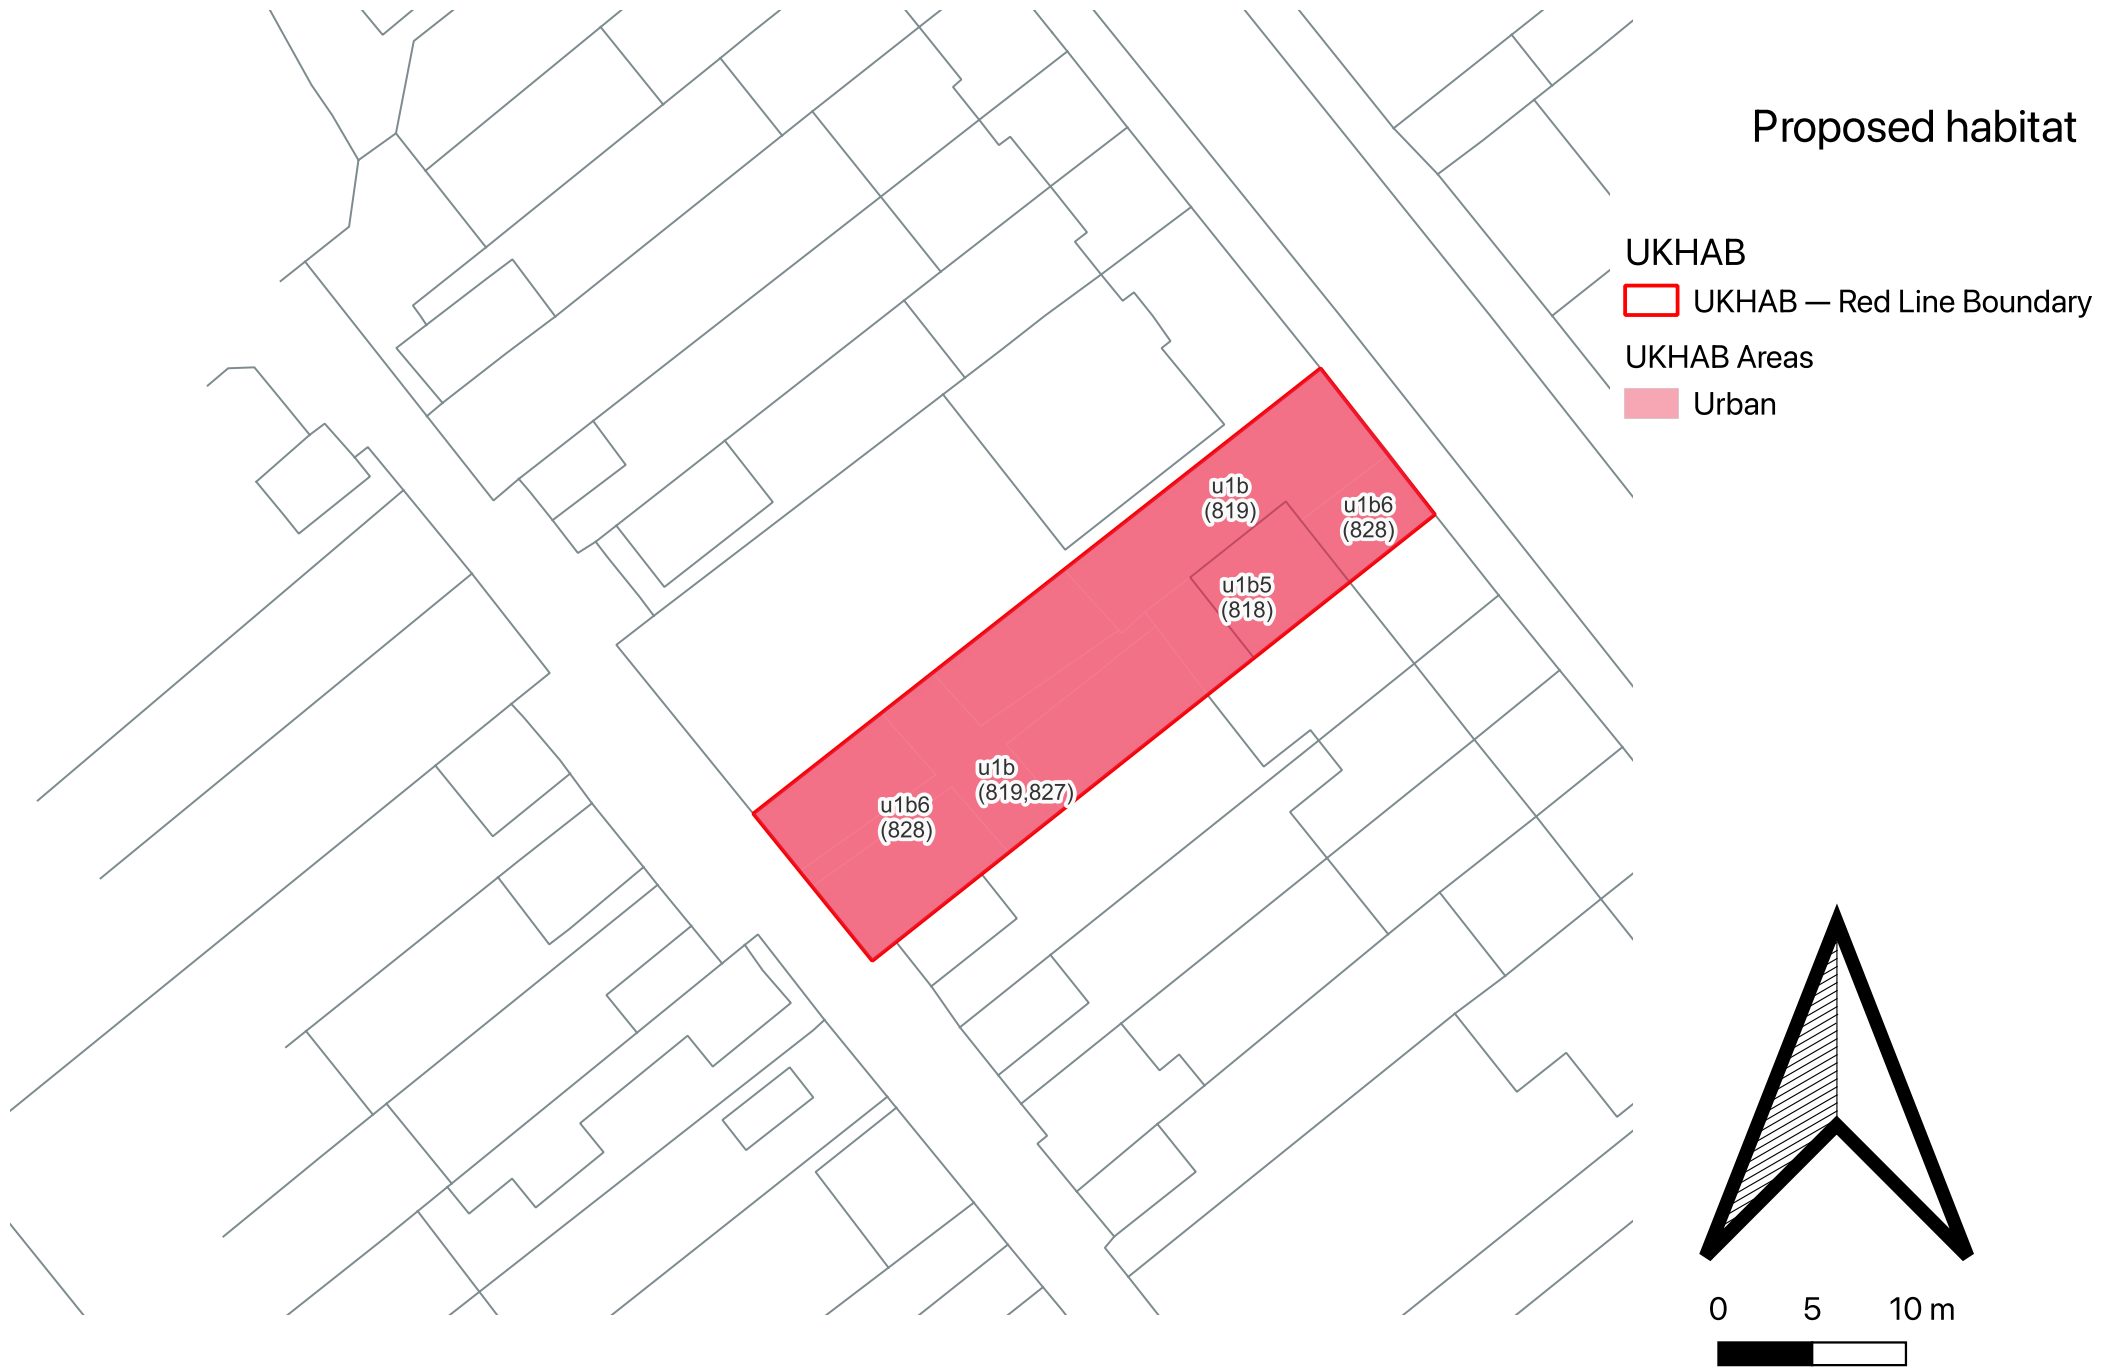 Proposed habitat
UKHAB
UKHAB — Red Line Boundary
UKHAB Areas
Urban
u1b
(819)
u1b6
(828)
u1b5
(818)
u1b
(819,827)
u1b6
(828)
0 5 10 m